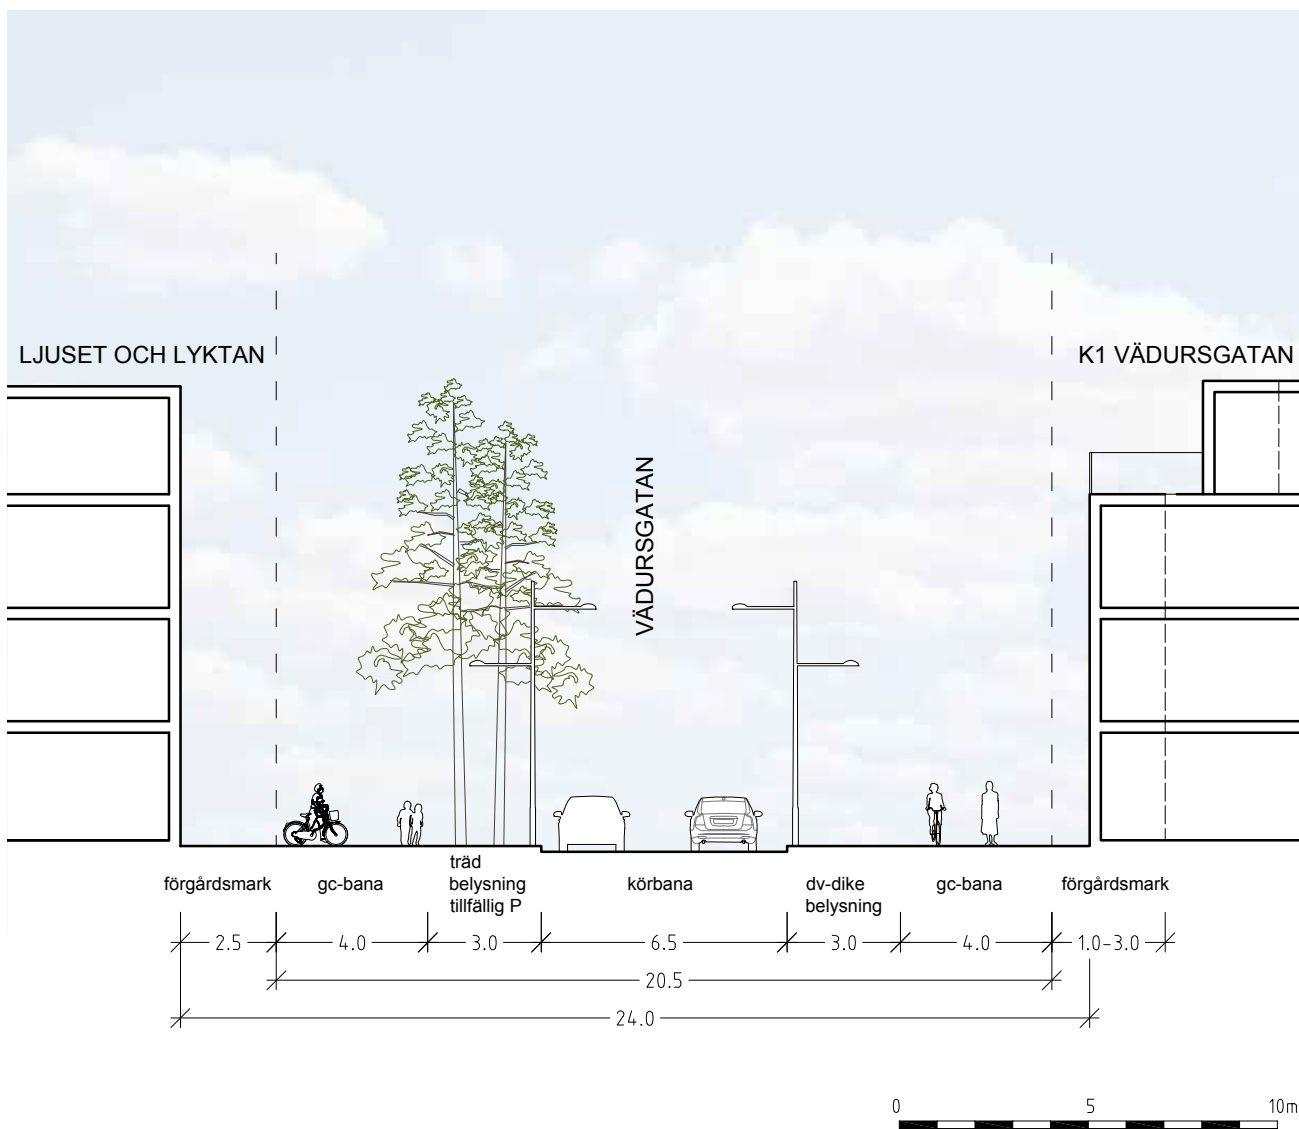 LJUSET OCH LYKTAN
K1 VÄDURSGATAN
VÄDURSGATAN
förgårdsmark
gc-bana
träd
belysning
tillfällig P
körbana
dv-dike
belysning
gc-bana
förgårdsmark
2.5
4.0
3.0
6.5
3.0
4.0
1.0-3.0
20.5
24.0
0
5
10m